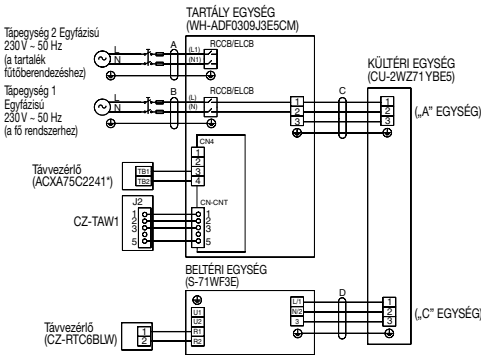 TARTÁLY EGYSÉG
(WH-ADF0309J3E5CM)
Tápegység 2 Egyfázisú
230 V ~ 50 Hz
(a tartalék
fűtőberendezéshez)
L
N
A
(L1)
(N1)
RCCB/ELCB
Tápegység 1
Egyfázisú
230 V ~ 50 Hz
(a fő rendszerhez)
L
N
B
(L)
(N)
RCCB/ELCB
1
2
3
C
KÜLTÉRI EGYSÉG
(CU-2WZ71YBE5)
1
2
3
(„A” EGYSÉG)
CN4
1
2
3
4
Távvezérlő
(ACXA75C2241*)
TB1
TB2
J2
CN-CNT
CZ-TAW1
1
2
3
5
1
2
3
5
BELTÉRI EGYSÉG
(S-71WF3E)
U1
U2
R1
R2
L/1
N/2
3
D
1
2
3
(„C” EGYSÉG)
Távvezérlő
(CZ-RTC6BLW)
1
2